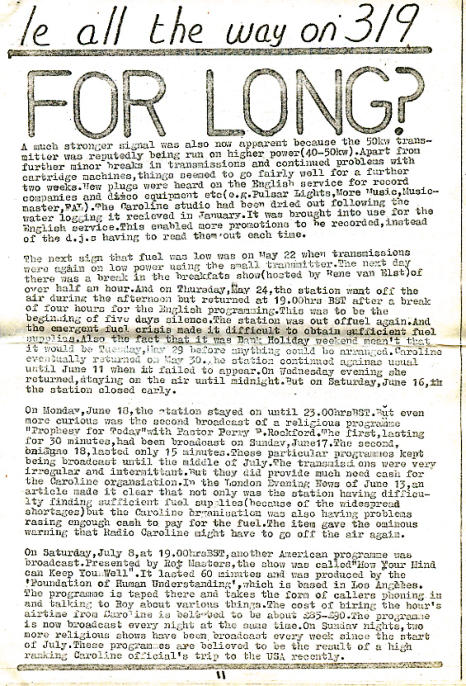 le all the way on 319
FOR LONG?
A much stronger signal was also now apparent because the 50kw trans-
mitter was reputedly being run on higher power(40-50kw).Apart from
further minor breaks in transmissions and continued problems with
cartridge machines,things seemed to go fairly well for a further
two weeks.New plugs were heard on the English service for record
companies and disco equipment etc(e.g.Pulsar Lights,More Music,Music-
master,PAL).The Caroline studio had been dried out following the
water logging it recieved in January.It was brought into use for the
English service.This enabled more promotions to be recorded,instead
of the d.j.s having to read them out each time.
The next sign that fuel was low was on May 22 when transmissions
were again on low power using the small transmitter.The next day
there was a break in the breakfats show(hosted by Rene van Elst)of
over half an hour.And on Thursday,May 24,the station want off the
air during the afternoon but returned at 19.00hrs BST after a break
of four hours for the English programing.This was to be the
beginning of five days silence.The station was out offuel again.And
the emergent fuel crisis made it difficult to obtain sufficient fuel
supplies.Also the fact that it was Bank Holiday weekend mean't that
it would be Tuesday,May 29 before anything could be arranged.Caroline
eventually returned on May 30.he station continued againas usual
until June 11 when it failed to appear.On Wednesday evening she
returned,staying on the air until midnight.But on Saturday,June 16,
the station closed early.
On Monday,June 18,the station stayed on until 23.00hrsBST.But even
more curious was the second broadcast of a religious programme
"Trophesy for Today"with Pastor Perry F.Rockford.The first,lasting
for 30 minutes,had been broadcast on Sunday,June17.The second,
18,lasted only 15 minutes.These particular programmes kept
being broadcast until the middle of July.The transmissions were very
irregular and intermittant.But they did provide much need cash for
the Caroline organsiation.In the London Evening News of June 13,an
article made it clear that not only was the station having difficu-
lty finding sufficient fuel supplies(because of the widespread
shortages)but the Caroline organisation was also having problems
rasing engough cash to pay for the fuel.The item gave the ominous
warning that Radio Caroline might have to go off the air again.
On Saturday,July 8,at 19.00hrsBST,another American programme was
broadcast.Presented by Roy Masters,the show was called"How Your Mind
can Keep You Well".It lasted 60 minutes and was produced by the
'Foundation of Human Understanding',which is based in Los Angeles.
The programme is taped there and takes the form of callers phoning in
and talking to Roy about various things.The cost of hiring the hour's
airtime from Caroline is believed to be about £85-£90.The programme
is now broadcast every night at the same time.On Sunday nights,two
more religious shows have been broadcast every week since the start
of July.These programmes are believed to be the result of a high
ranking Caroline official's trip to the USA recently.
11